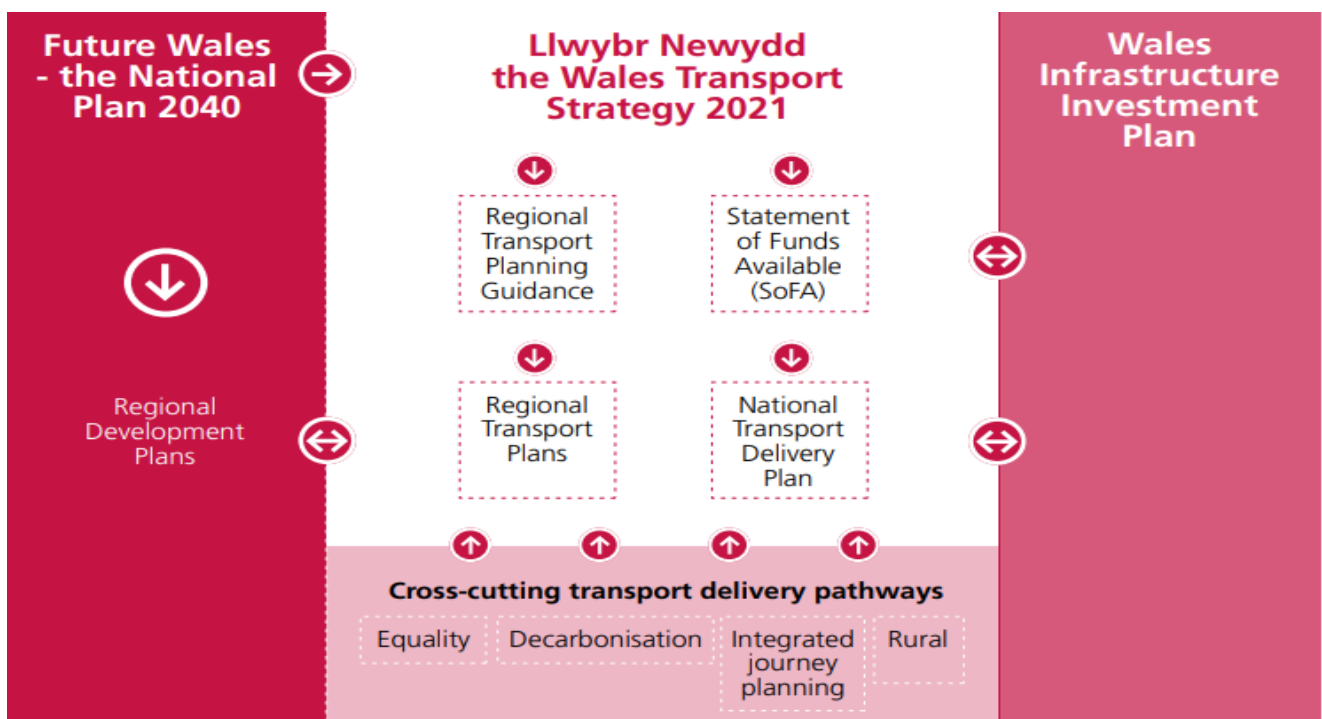 Future Wales
- the National
Plan 2040
Regional
Development
Plans
Llwybr Newydd
the Wales Transport
Strategy 2021
Regional
Transport
Planning
Guidance
Statement
of Funds
Available
(SoFA)
Regional
Transport
Plans
National
Transport
Delivery
Plan
Cross-cutting transport delivery pathways
Equality
Decarbonisation
Integrated
journey
planning
Rural
Wales
Infrastructure
Investment
Plan